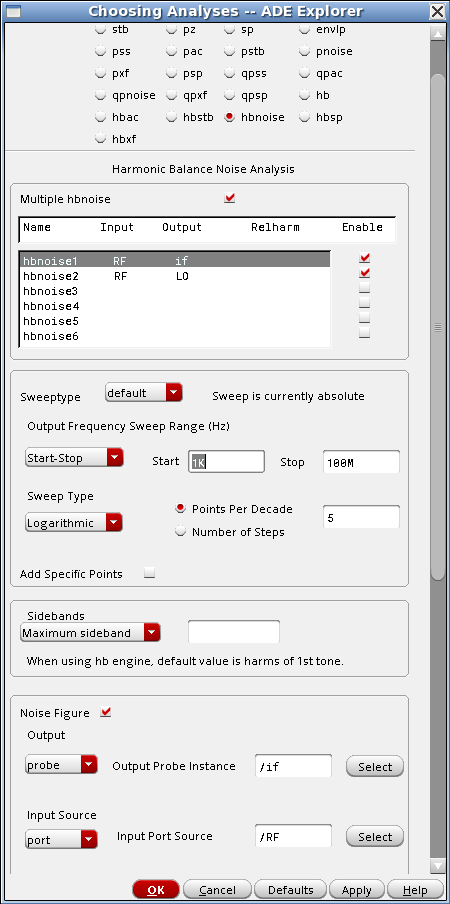 Choosing Analyses -- ADE Explorer
stb pz sp envlp
pss pac pstb pnoise
pxf psp qpss qpac
qpnoise qpxf qpsp hb
hbac hbstb hbnoise hbsp
hbxf
Harmonic Balance Noise Analysis
Multiple hbnoise
Name Input Output Relharm Enable
hbnoise1 RF if
hbnoise2 RF LO
hbnoise3
hbnoise4
hbnoise5
hbnoise6
Sweeptype default Sweep is currently absolute
Output Frequency Sweep Range (Hz)
Start-Stop Start 1K Stop 100M
Sweep Type
Points Per Decade
Logarithmic 5
Number of Steps
Add Specific Points
Sidebands
Maximum sideband
When using hb engine, default value is harms of 1st tone.
Noise Figure
Output
probe Output Probe Instance /if Select
Input Source
port Input Port Source /RF Select
OK Cancel Defaults Apply Help